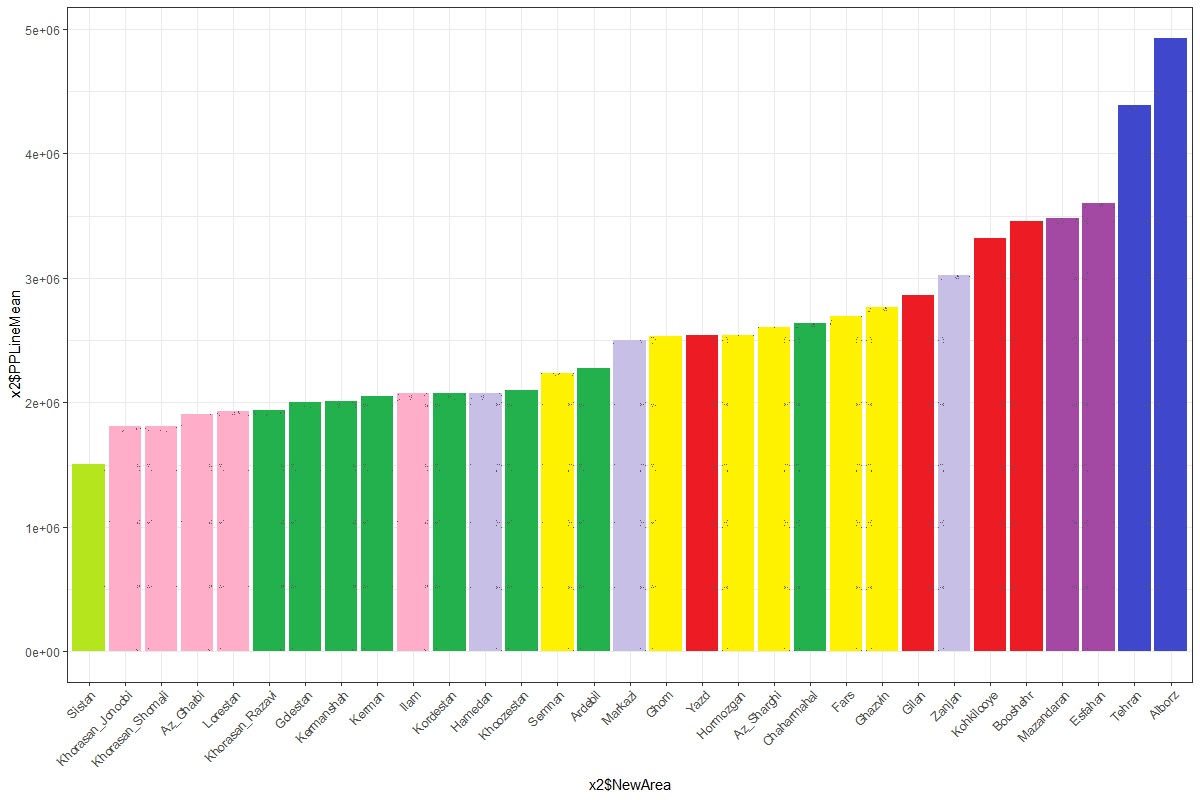 x2$PPLineMean
5e+06
4e+06
3e+06
2e+06
1e+06
0e+00
Sistan
Khorasan_Jonoobi
Khorasan_Shomali
Az_Gharbi
Lorestan
Khorasan_Razavi
Golestan
Kermanshah
Kerman
Ilam
Kordestan
Hamedan
Khoozestan
Semnan
Ardabil
Markazi
Ghom
Yazd
Hormozgan
Az_Sharghi
Chaharmahal
Fars
Ghazvin
Gilan
Zanjan
Kohkilooye
Booshehr
Mazandaran
Esfahan
Tehran
Alborz
x2$NewArea